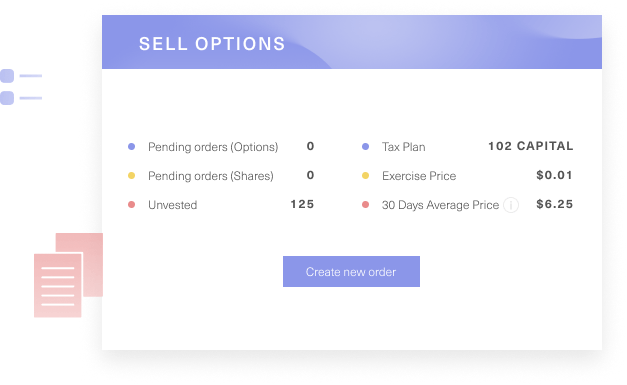 SELL OPTIONS
Pending orders (Options) 0
Pending orders (Shares) 0
Unvested 125
Tax Plan 102 CAPITAL
Exercise Price $0.01
30 Days Average Price i $6.25
Create new order